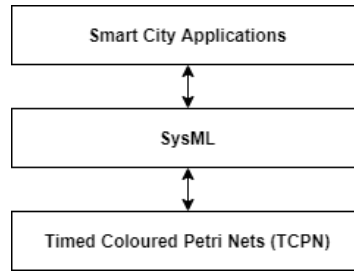 Smart City Applications
SysML
Timed Coloured Petri Nets (TCPN)